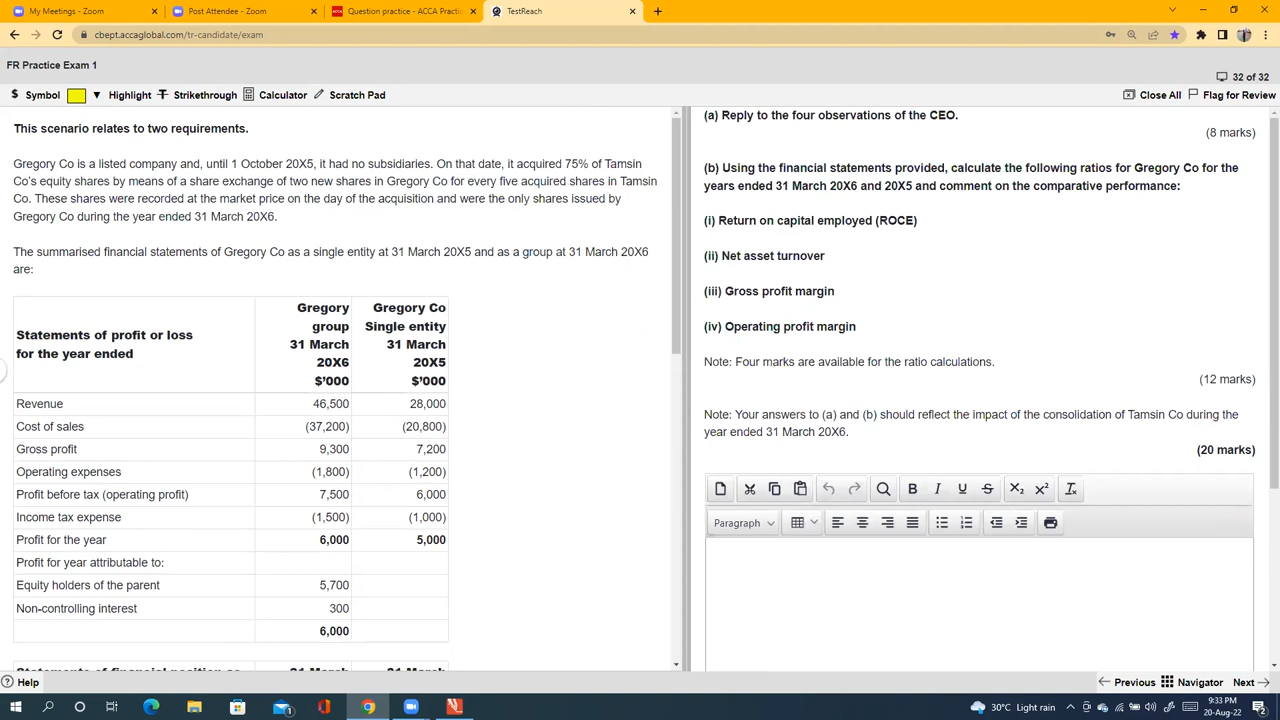 My Meetings - Zoom
Post Attendee - Zoom
Question practice - ACCA Practic
TestReach
cbept.accaglobal.com/tr-candidate/exam
FR Practice Exam 1
32 of 32
$ Symbol
Highlight
Strikethrough
Calculator
Scratch Pad
Close All
Flag for Review
This scenario relates to two requirements.
Gregory Co is a listed company and, until 1 October 20X5, it had no subsidiaries. On that date, it acquired 75% of Tamsin
Co's equity shares by means of a share exchange of two new shares in Gregory Co for every five acquired shares in Tamsin
Co. These shares were recorded at the market price on the day of the acquisition and were the only shares issued by
Gregory Co during the year ended 31 March 20X6.
The summarised financial statements of Gregory Co as a single entity at 31 March 20X5 and as a group at 31 March 20X6
are:
Statements of profit or loss
for the year ended
Gregory
group
31 March
20X6
$'000
Gregory Co
Single entity
31 March
20X5
$'000
Revenue 46,500 28,000
Cost of sales (37,200) (20,800)
Gross profit 9,300 7,200
Operating expenses (1,800) (1,200)
Profit before tax (operating profit) 7,500 6,000
Income tax expense (1,500) (1,000)
Profit for the year 6,000 5,000
Profit for year attributable to:
Equity holders of the parent 5,700
Non-controlling interest 300
6,000
Statements of financial position as 31 March 31 March
(a) Reply to the four observations of the CEO.
(8 marks)
(b) Using the financial statements provided, calculate the following ratios for Gregory Co for the
years ended 31 March 20X6 and 20X5 and comment on the comparative performance:
(i) Return on capital employed (ROCE)
(ii) Net asset turnover
(iii) Gross profit margin
(iv) Operating profit margin
Note: Four marks are available for the ratio calculations.
(12 marks)
Note: Your answers to (a) and (b) should reflect the impact of the consolidation of Tamsin Co during the
year ended 31 March 20X6.
(20 marks)
B I U S X2 X2 Ix
Paragraph
Help
Previous
Navigator
Next
30°C Light rain
9:33 PM
20-Aug-22